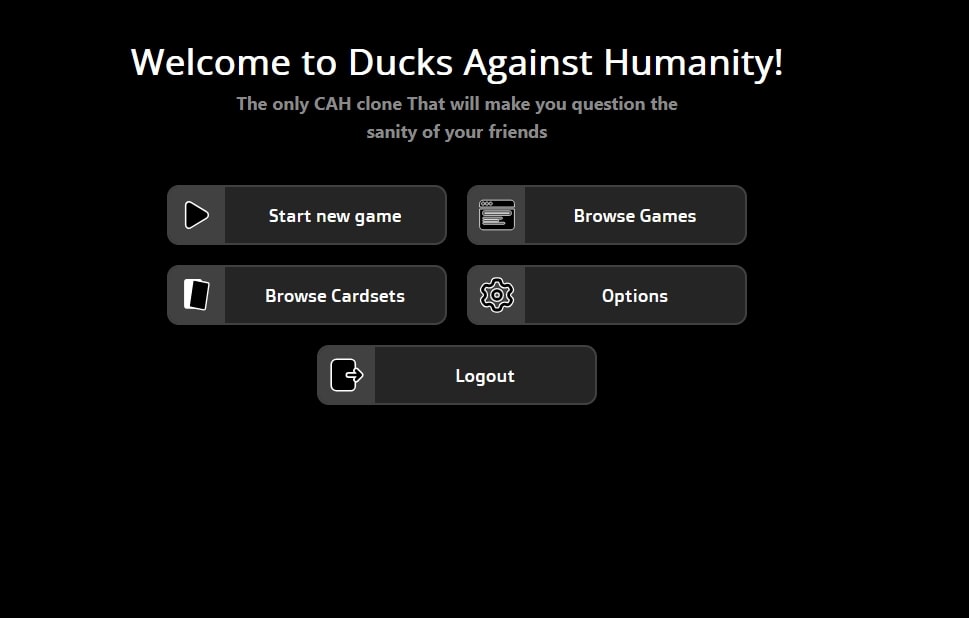 Welcome to Ducks Against Humanity!
The only CAH clone That will make you question the
sanity of your friends
Start new game
Browse Games
Browse Cardsets
Options
Logout